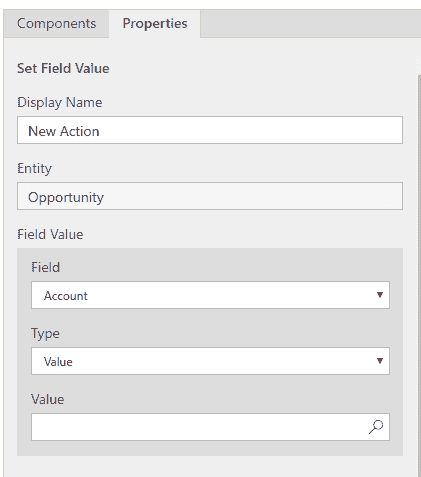 Components Properties
Set Field Value
Display Name
New Action
Entity
Opportunity
Field Value
Field
Account
Type
Value
Value